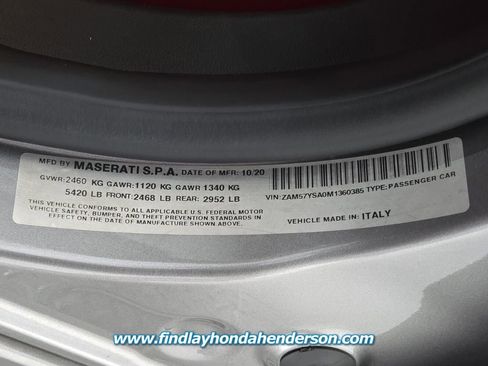 MFD BY MASERATI S.P.A. DATE OF MFR: 10/20
GVWR:2460 KG GAWR:1120 KG GAWR 1340 KG
5420 LB FRONT:2468 LB REAR: 2952 LB
THIS VEHICLE CONFORMS TO ALL APPLICABLE U.S. FEDERAL MOTOR
VEHICLE SAFETY, BUMPER, AND THEFT PREVENTION STANDARDS IN
EFFECT ON THE DATE OF MANUFACTURE SHOWN ABOVE.
VIN:ZAM57YSA0M1360385 TYPE:PASSENGER CAR
VEHICLE MADE IN: ITALY
www.findlayhondahenderson.com